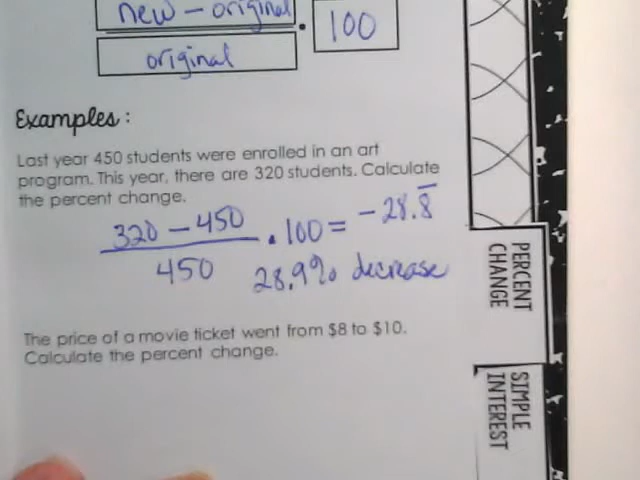 new - original
original
· 100
Examples:
Last year 450 students were enrolled in an art
program. This year, there are 320 students. Calculate
the percent change.
320 - 450
450
· 100 = -28.8̅
28.9% decrease
The price of a movie ticket went from $8 to $10.
Calculate the percent change.
PERCENT
CHANGE
SIMPLE
INTEREST